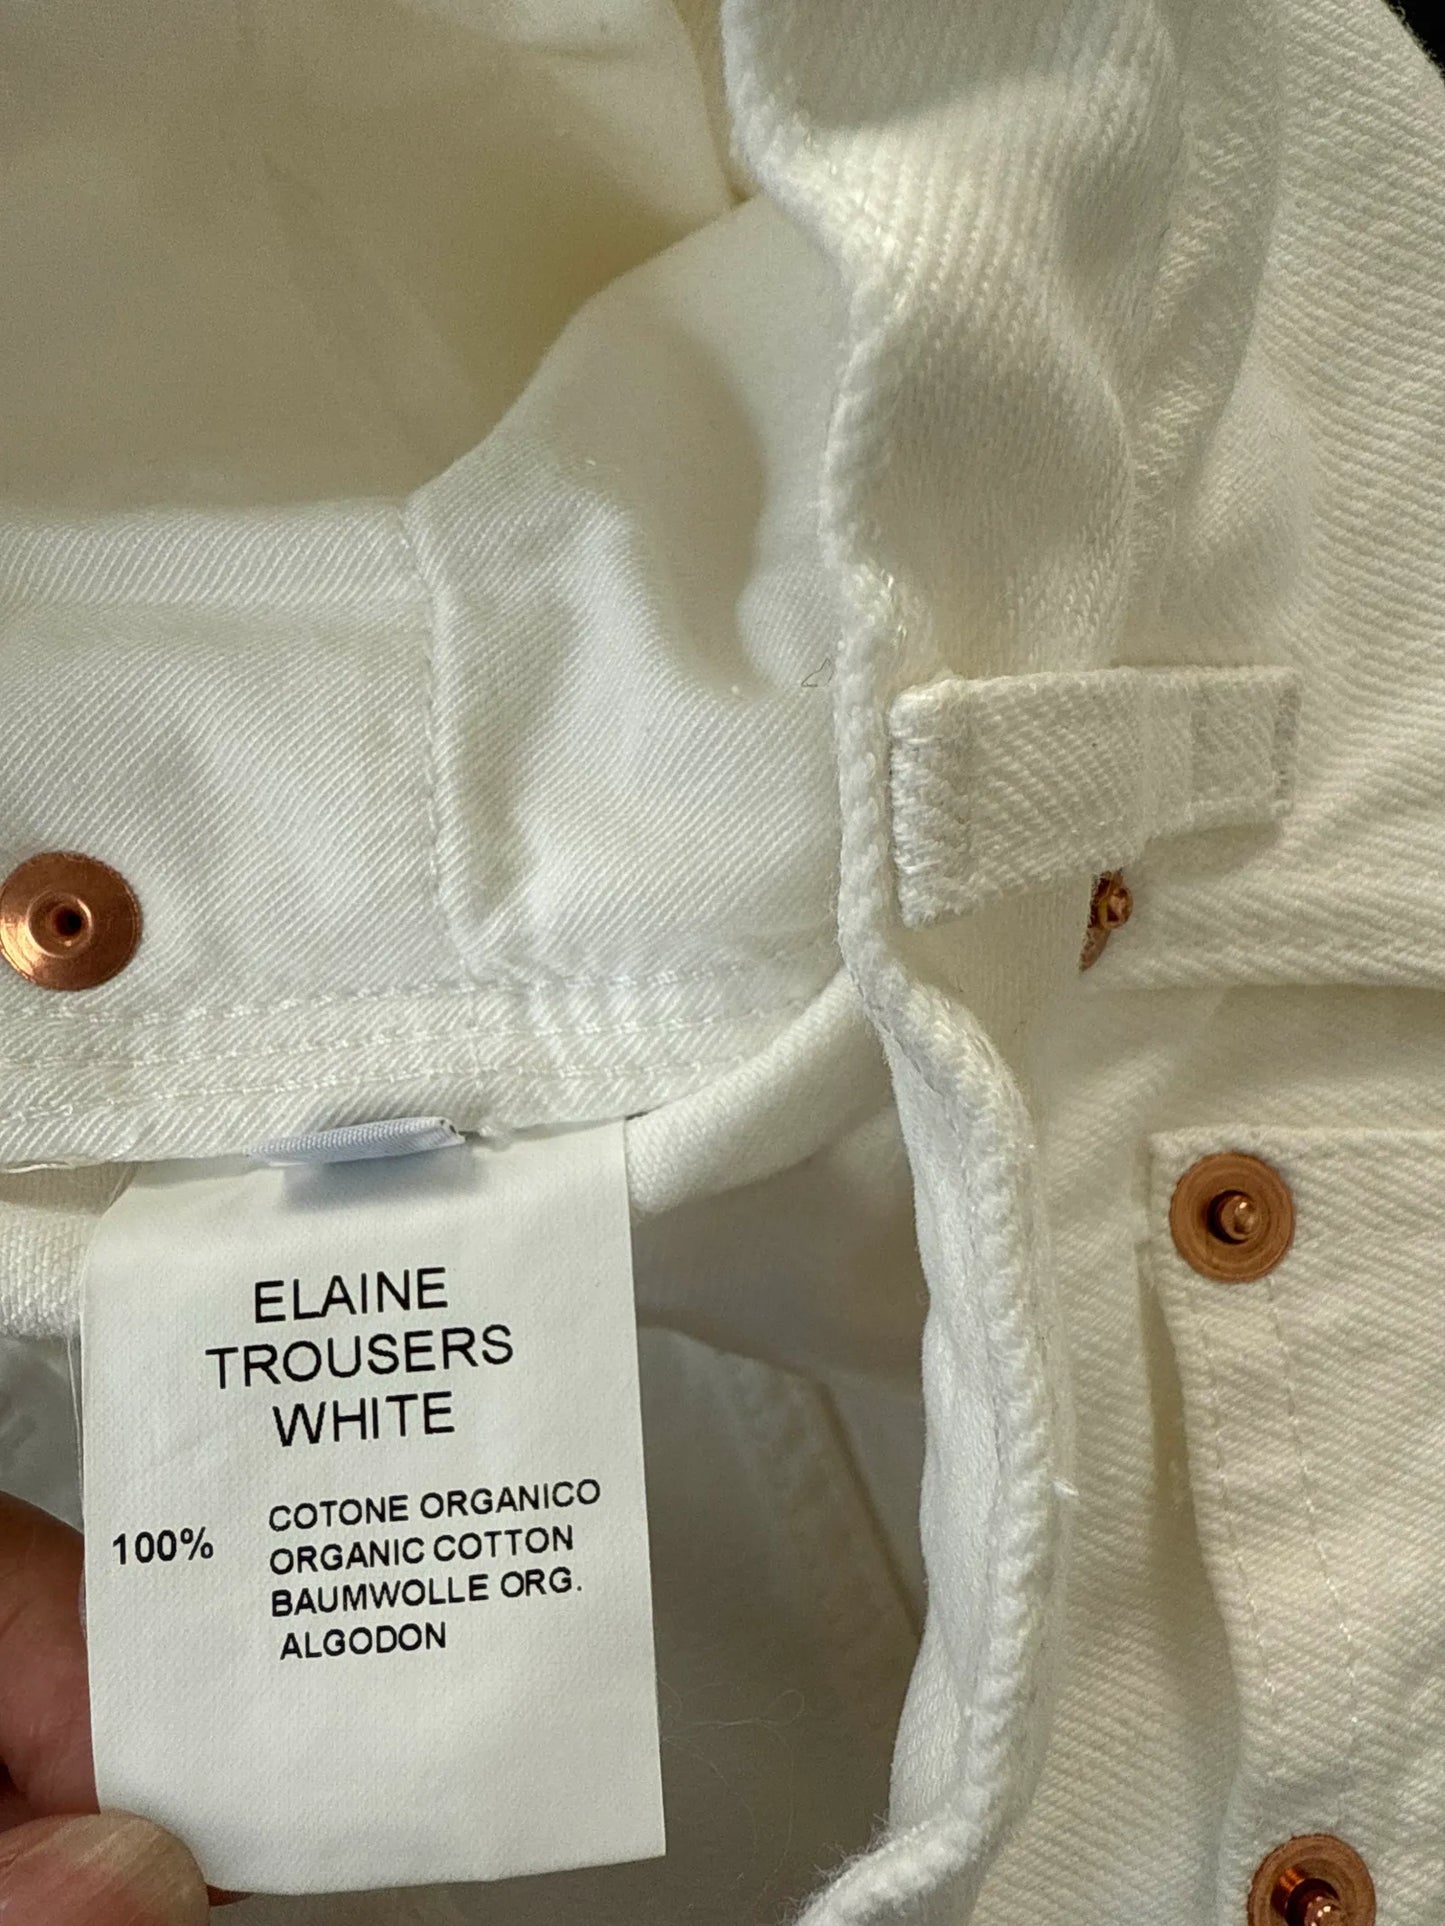 ELAINE
TROUSERS
WHITE
100%
COTONE ORGANICO
ORGANIC COTTON
BAUMWOLLE ORG.
ALGODON